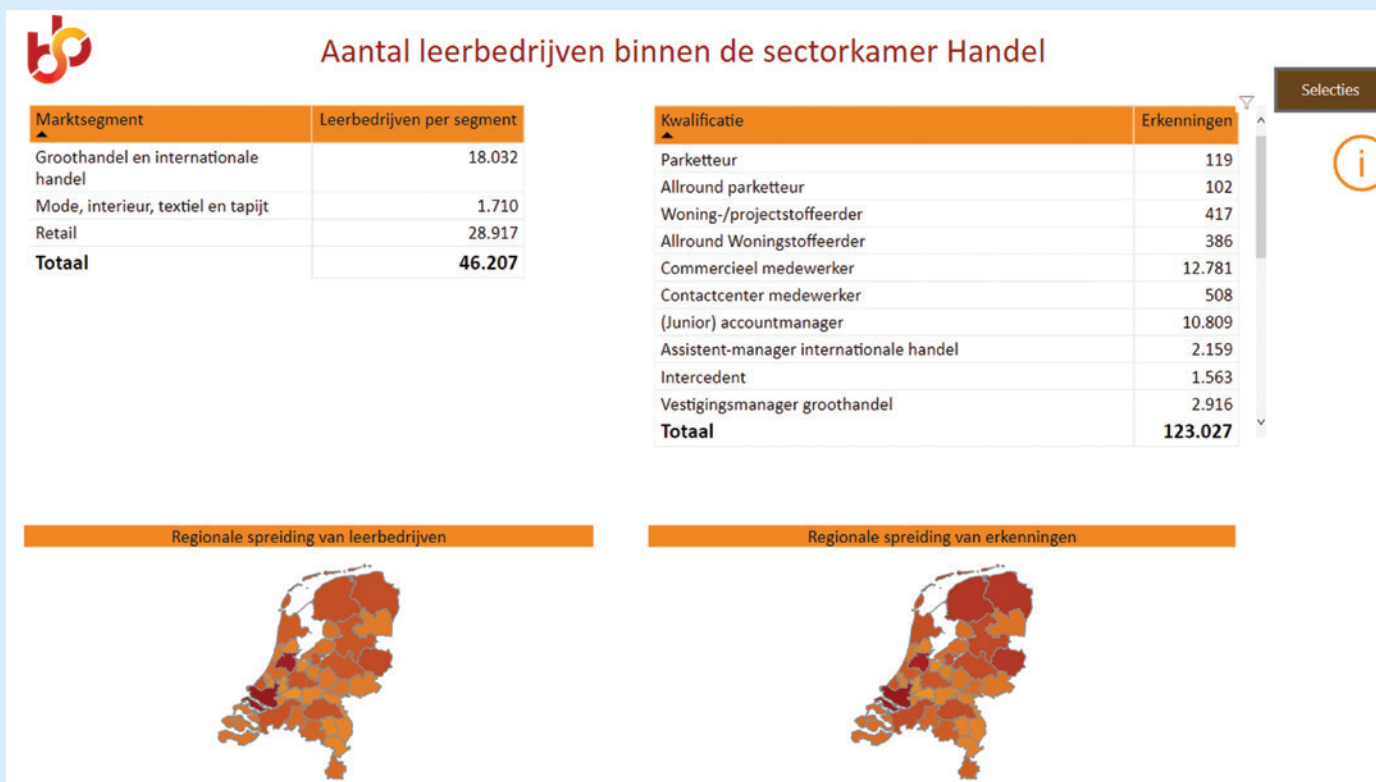 Aantal leerbedrijven binnen de sectorkamer Handel
Selecties
Marktsegment Leerbedrijven per segment
Groothandel en internationale
handel 18.032
Mode, interieur, textiel en tapijt 1.710
Retail 28.917
Totaal 46.207
Kwalificatie Erkenningen
Parketteur 119
Allround parketteur 102
Woning-/projectstoffeerder 417
Allround Woningstoffeerder 386
Commercieel medewerker 12.781
Contactcenter medewerker 508
(Junior) accountmanager 10.809
Assistent-manager internationale handel 2.159
Intercedent 1.563
Vestigingsmanager groothandel 2.916
Totaal 123.027
i
Regionale spreiding van leerbedrijven
Regionale spreiding van erkenningen